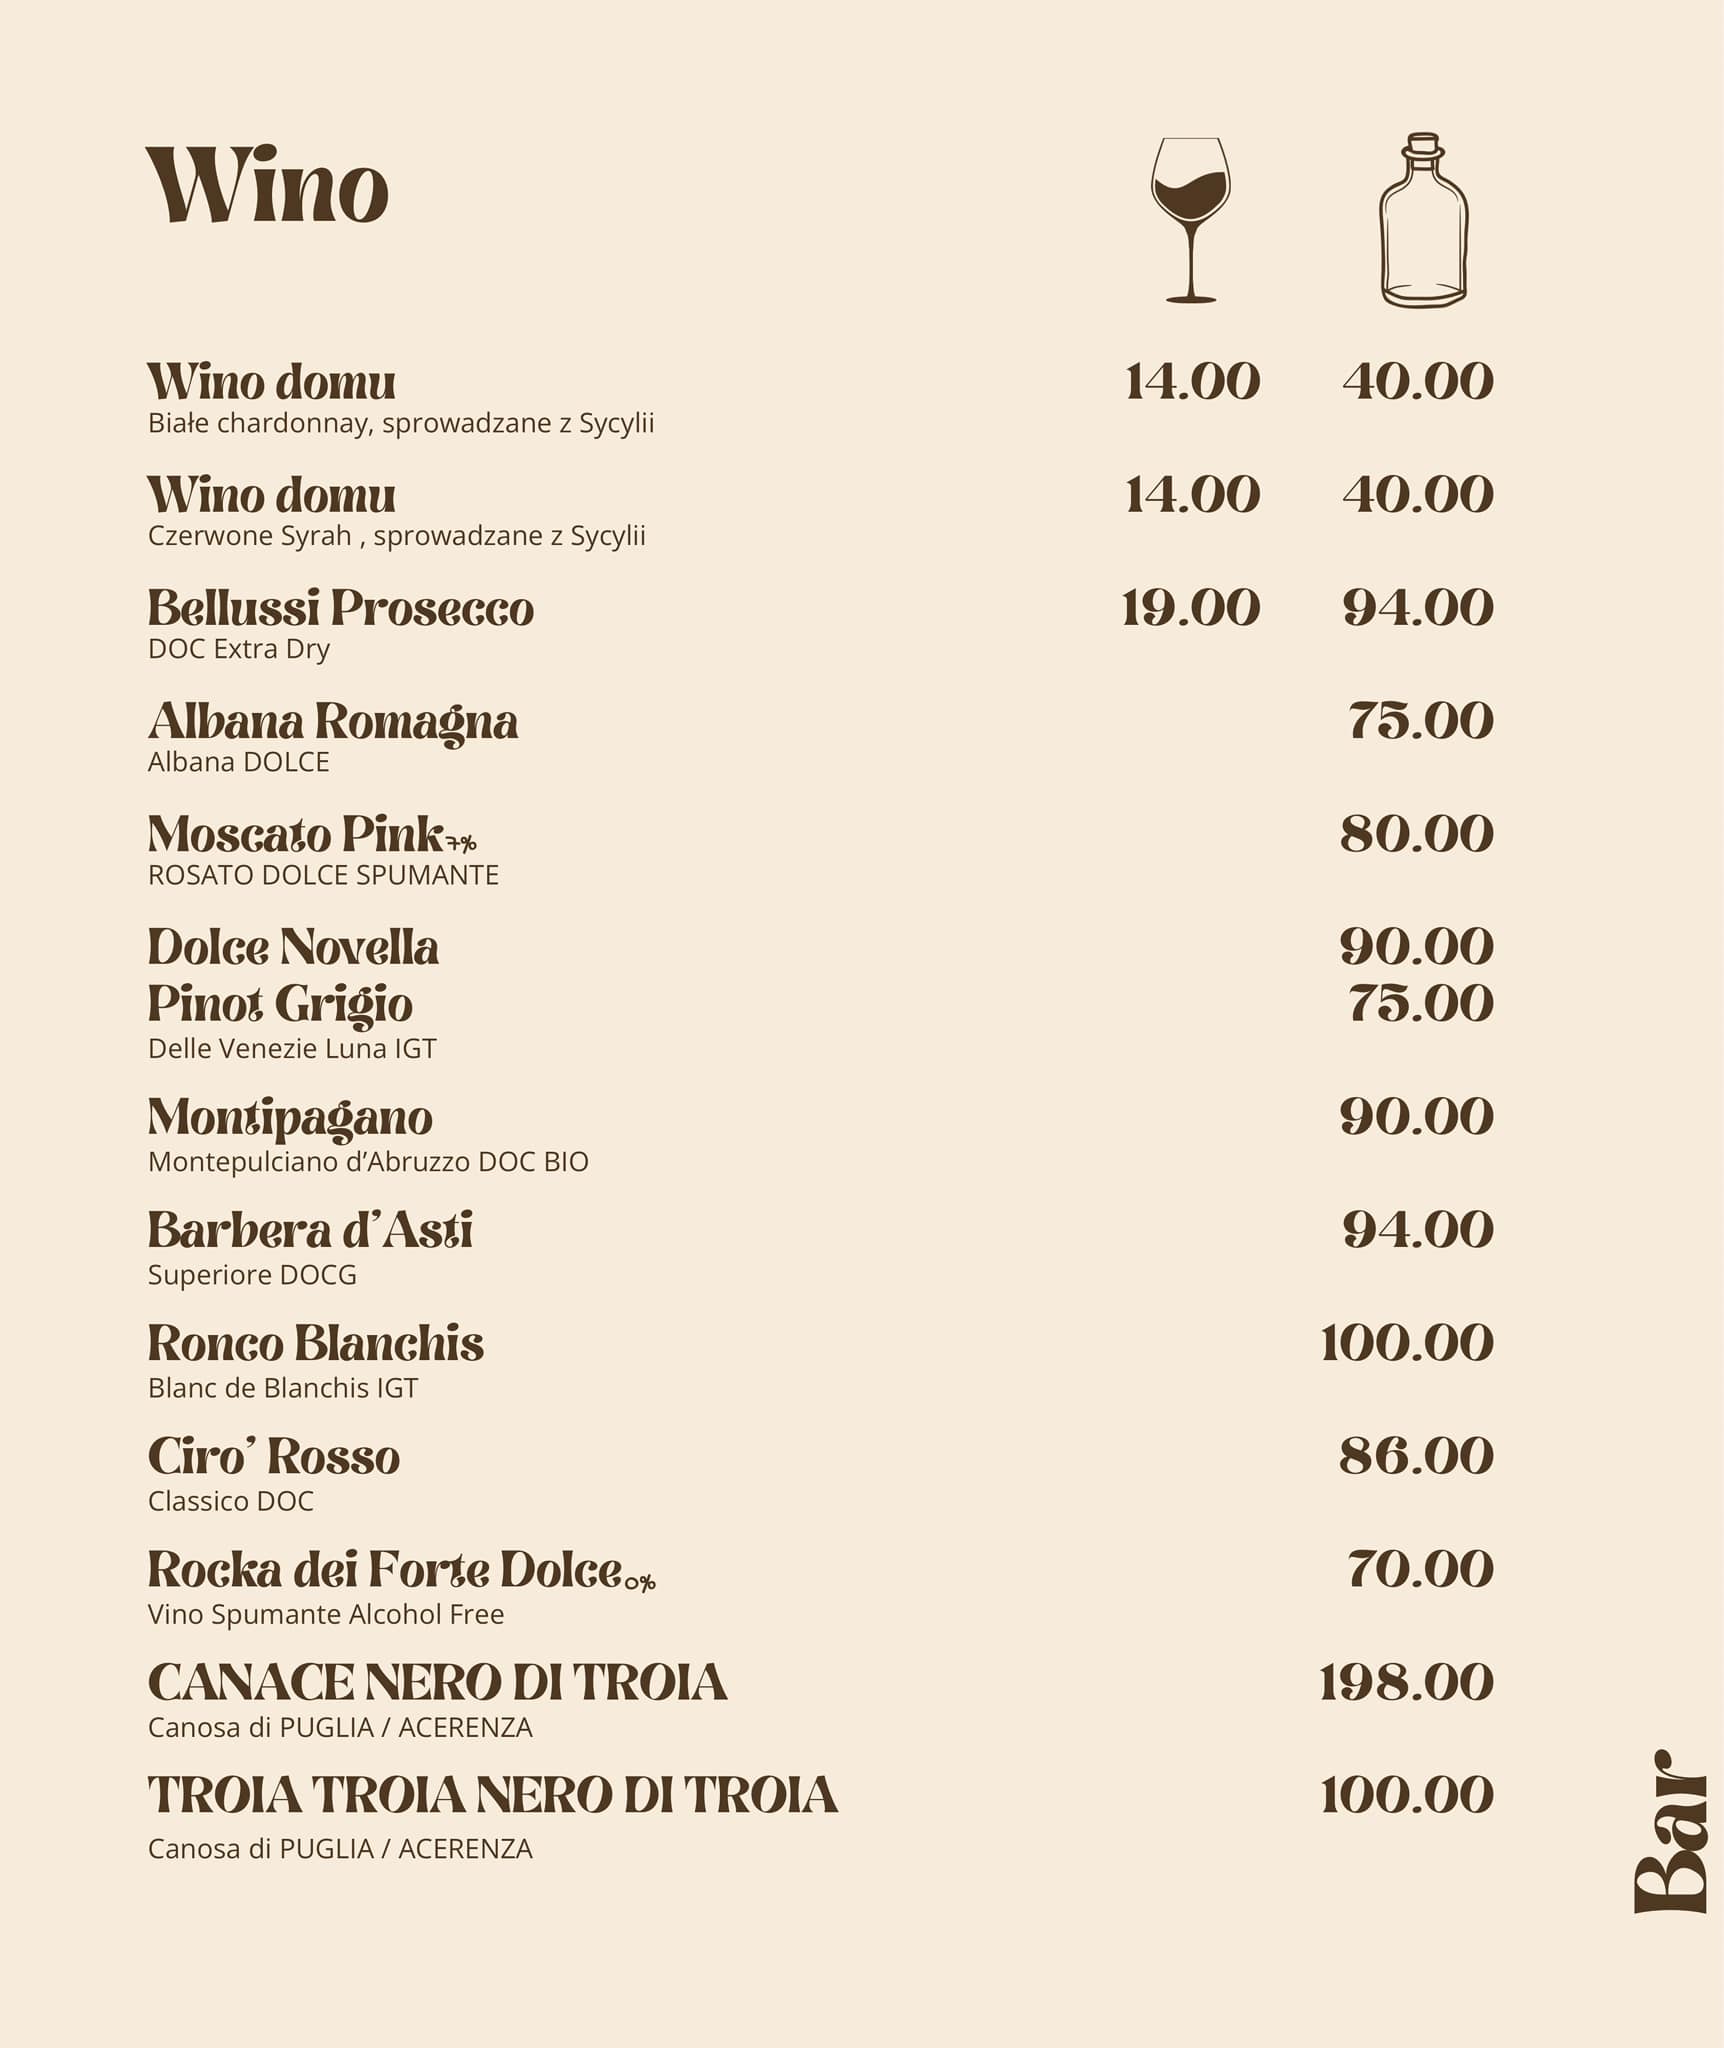 Wino
Wino domu 14.00 40.00
Białe chardonnay, sprowadzane z Sycylii
Wino domu 14.00 40.00
Czerwone Syrah , sprowadzane z Sycylii
Bellussi Prosecco 19.00 94.00
DOC Extra Dry
Albana Romagna 75.00
Albana DOLCE
Moscato Pink 7% 80.00
ROSATO DOLCE SPUMANTE
Dolce Novella 90.00
Pinot Grigio 75.00
Delle Venezie Luna IGT
Montipagano 90.00
Montepulciano d’Abruzzo DOC BIO
Barbera d’Asti 94.00
Superiore DOCG
Ronco Blanchis 100.00
Blanc de Blanchis IGT
Ciro’ Rosso 86.00
Classico DOC
Rocka dei Forte Dolce 0% 70.00
Vino Spumante Alcohol Free
CANACE NERO DI TROIA 198.00
Canosa di PUGLIA / ACERENZA
TROIA TROIA NERO DI TROIA 100.00
Canosa di PUGLIA / ACERENZA
Bar